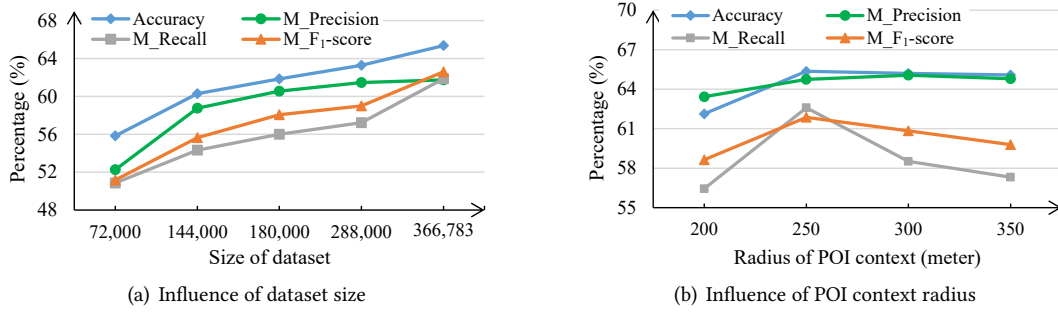 Accuracy
M_Precision
M_Recall
M_F₁-score
Percentage (%)
68
64
60
56
52
48
72,000 144,000 180,000 288,000 366,783
Size of dataset
(a) Influence of dataset size
Accuracy
M_Precision
M_Recall
M_F₁-score
Percentage (%)
70
67
64
61
58
55
200 250 300 350
Radius of POI context (meter)
(b) Influence of POI context radius